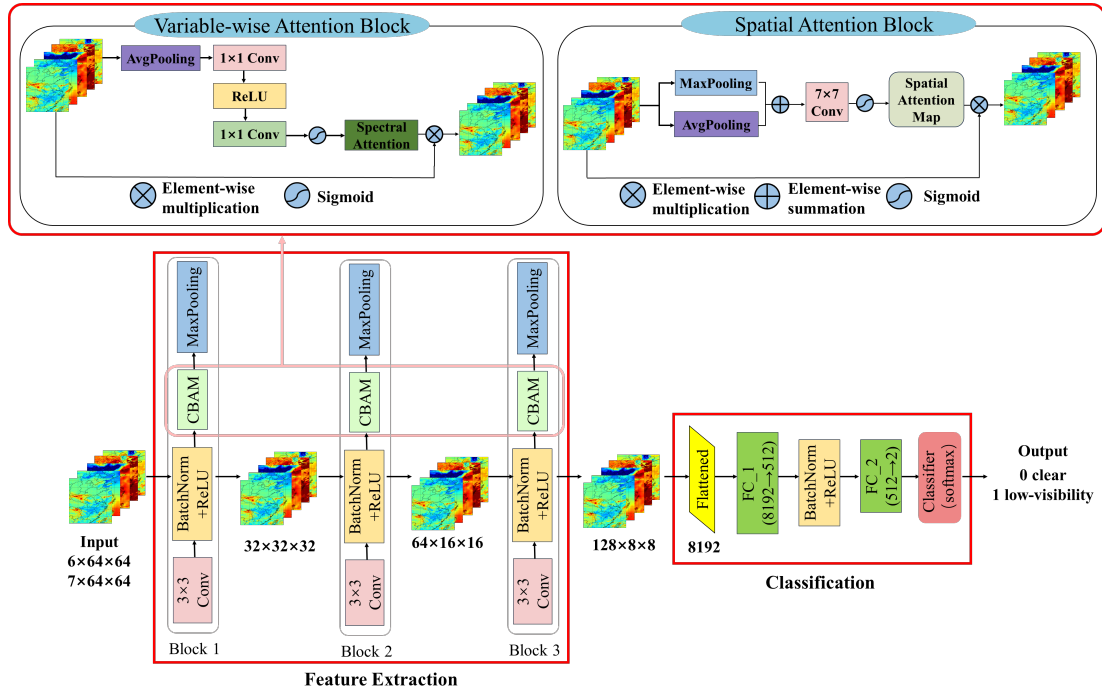 Variable-wise Attention Block
AvgPooling
1×1 Conv
ReLU
1×1 Conv
Spectral
Attention
Element-wise
multiplication
Sigmoid
Spatial Attention Block
MaxPooling
AvgPooling
7×7
Conv
Spatial
Attention
Map
Element-wise
multiplication
Element-wise
summation
Sigmoid
Input
6×64×64
7×64×64
MaxPooling
CBAM
BatchNorm
+ReLU
3×3
Conv
Block 1
32×32×32
MaxPooling
CBAM
BatchNorm
+ReLU
3×3
Conv
Block 2
64×16×16
MaxPooling
CBAM
BatchNorm
+ReLU
3×3
Conv
Block 3
Feature Extraction
128×8×8
Flattened
8192
FC_1
(8192→512)
BatchNorm
+ReLU
FC_2
(512→2)
Classifier
(softmax)
Classification
Output
0 clear
1 low-visibility